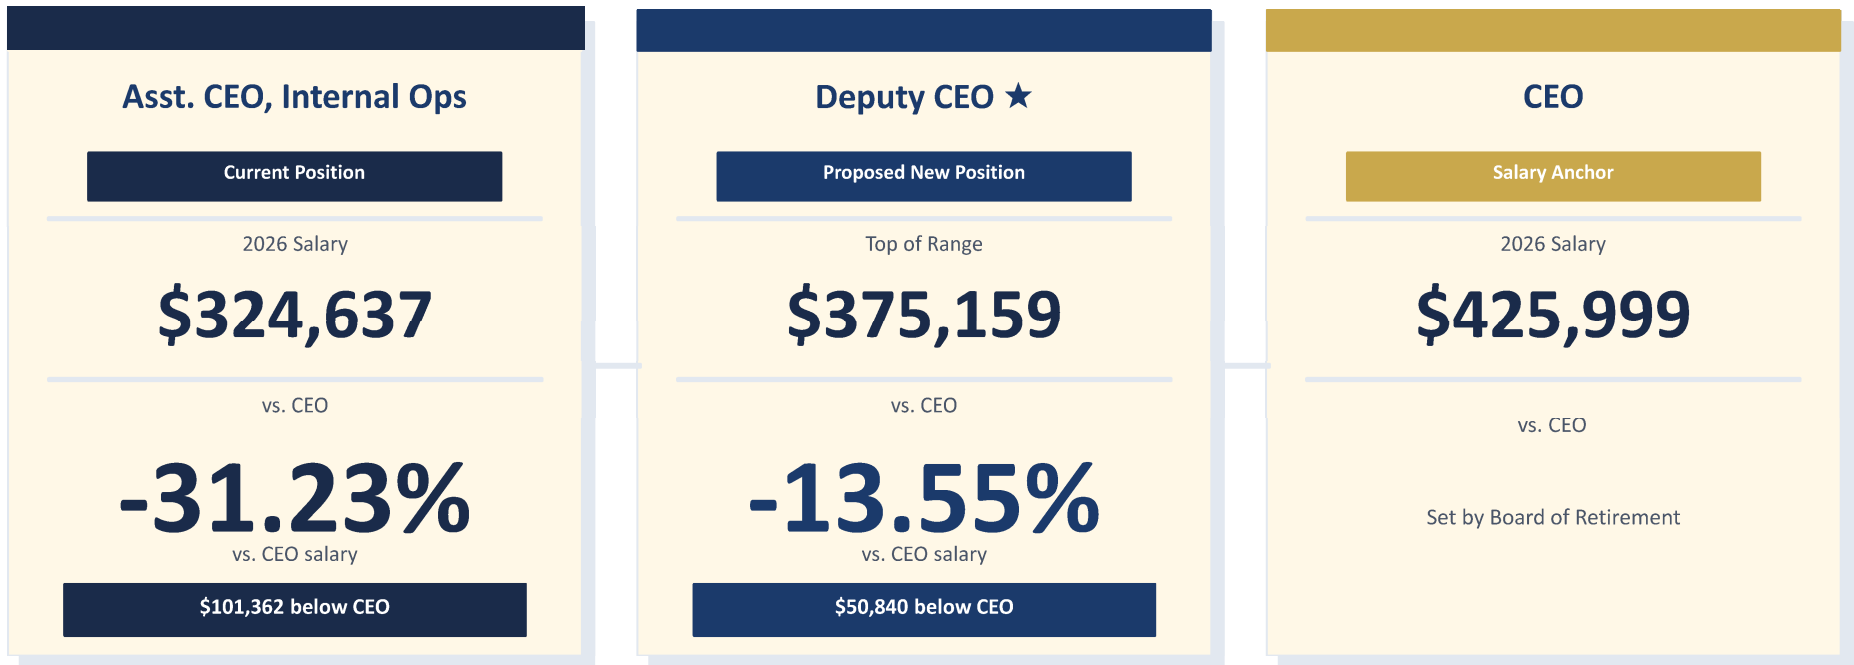 Asst. CEO, Internal Ops
Current Position
2026 Salary
$324,637
vs. CEO
-31.23%
vs. CEO salary
$101,362 below CEO
Deputy CEO ★
Proposed New Position
Top of Range
$375,159
vs. CEO
-13.55%
vs. CEO salary
$50,840 below CEO
CEO
Salary Anchor
2026 Salary
$425,999
vs. CEO
Set by Board of Retirement